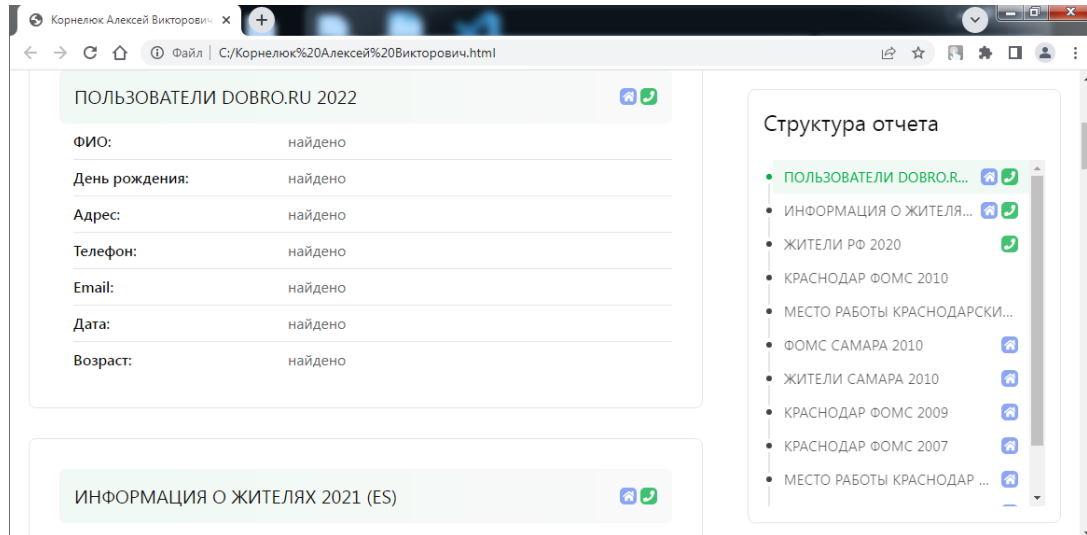 Корнелюк Алексей Викторович
Файл
C:/Корнелюк%20Алексей%20Викторович.html
ПОЛЬЗОВАТЕЛИ DOBRO.RU 2022
ФИО: найдено
День рождения: найдено
Адрес: найдено
Телефон: найдено
Email: найдено
Дата: найдено
Возраст: найдено
ИНФОРМАЦИЯ О ЖИТЕЛЯХ 2021 (ES)
Структура отчета
ПОЛЬЗОВАТЕЛИ DOBRO.R...
ИНФОРМАЦИЯ О ЖИТЕЛЯ...
ЖИТЕЛИ РФ 2020
КРАСНОДАР ФОМС 2010
МЕСТО РАБОТЫ КРАСНОДАРСКИ...
ФОМС САМАРА 2010
ЖИТЕЛИ САМАРА 2010
КРАСНОДАР ФОМС 2009
КРАСНОДАР ФОМС 2007
МЕСТО РАБОТЫ КРАСНОДАР ...